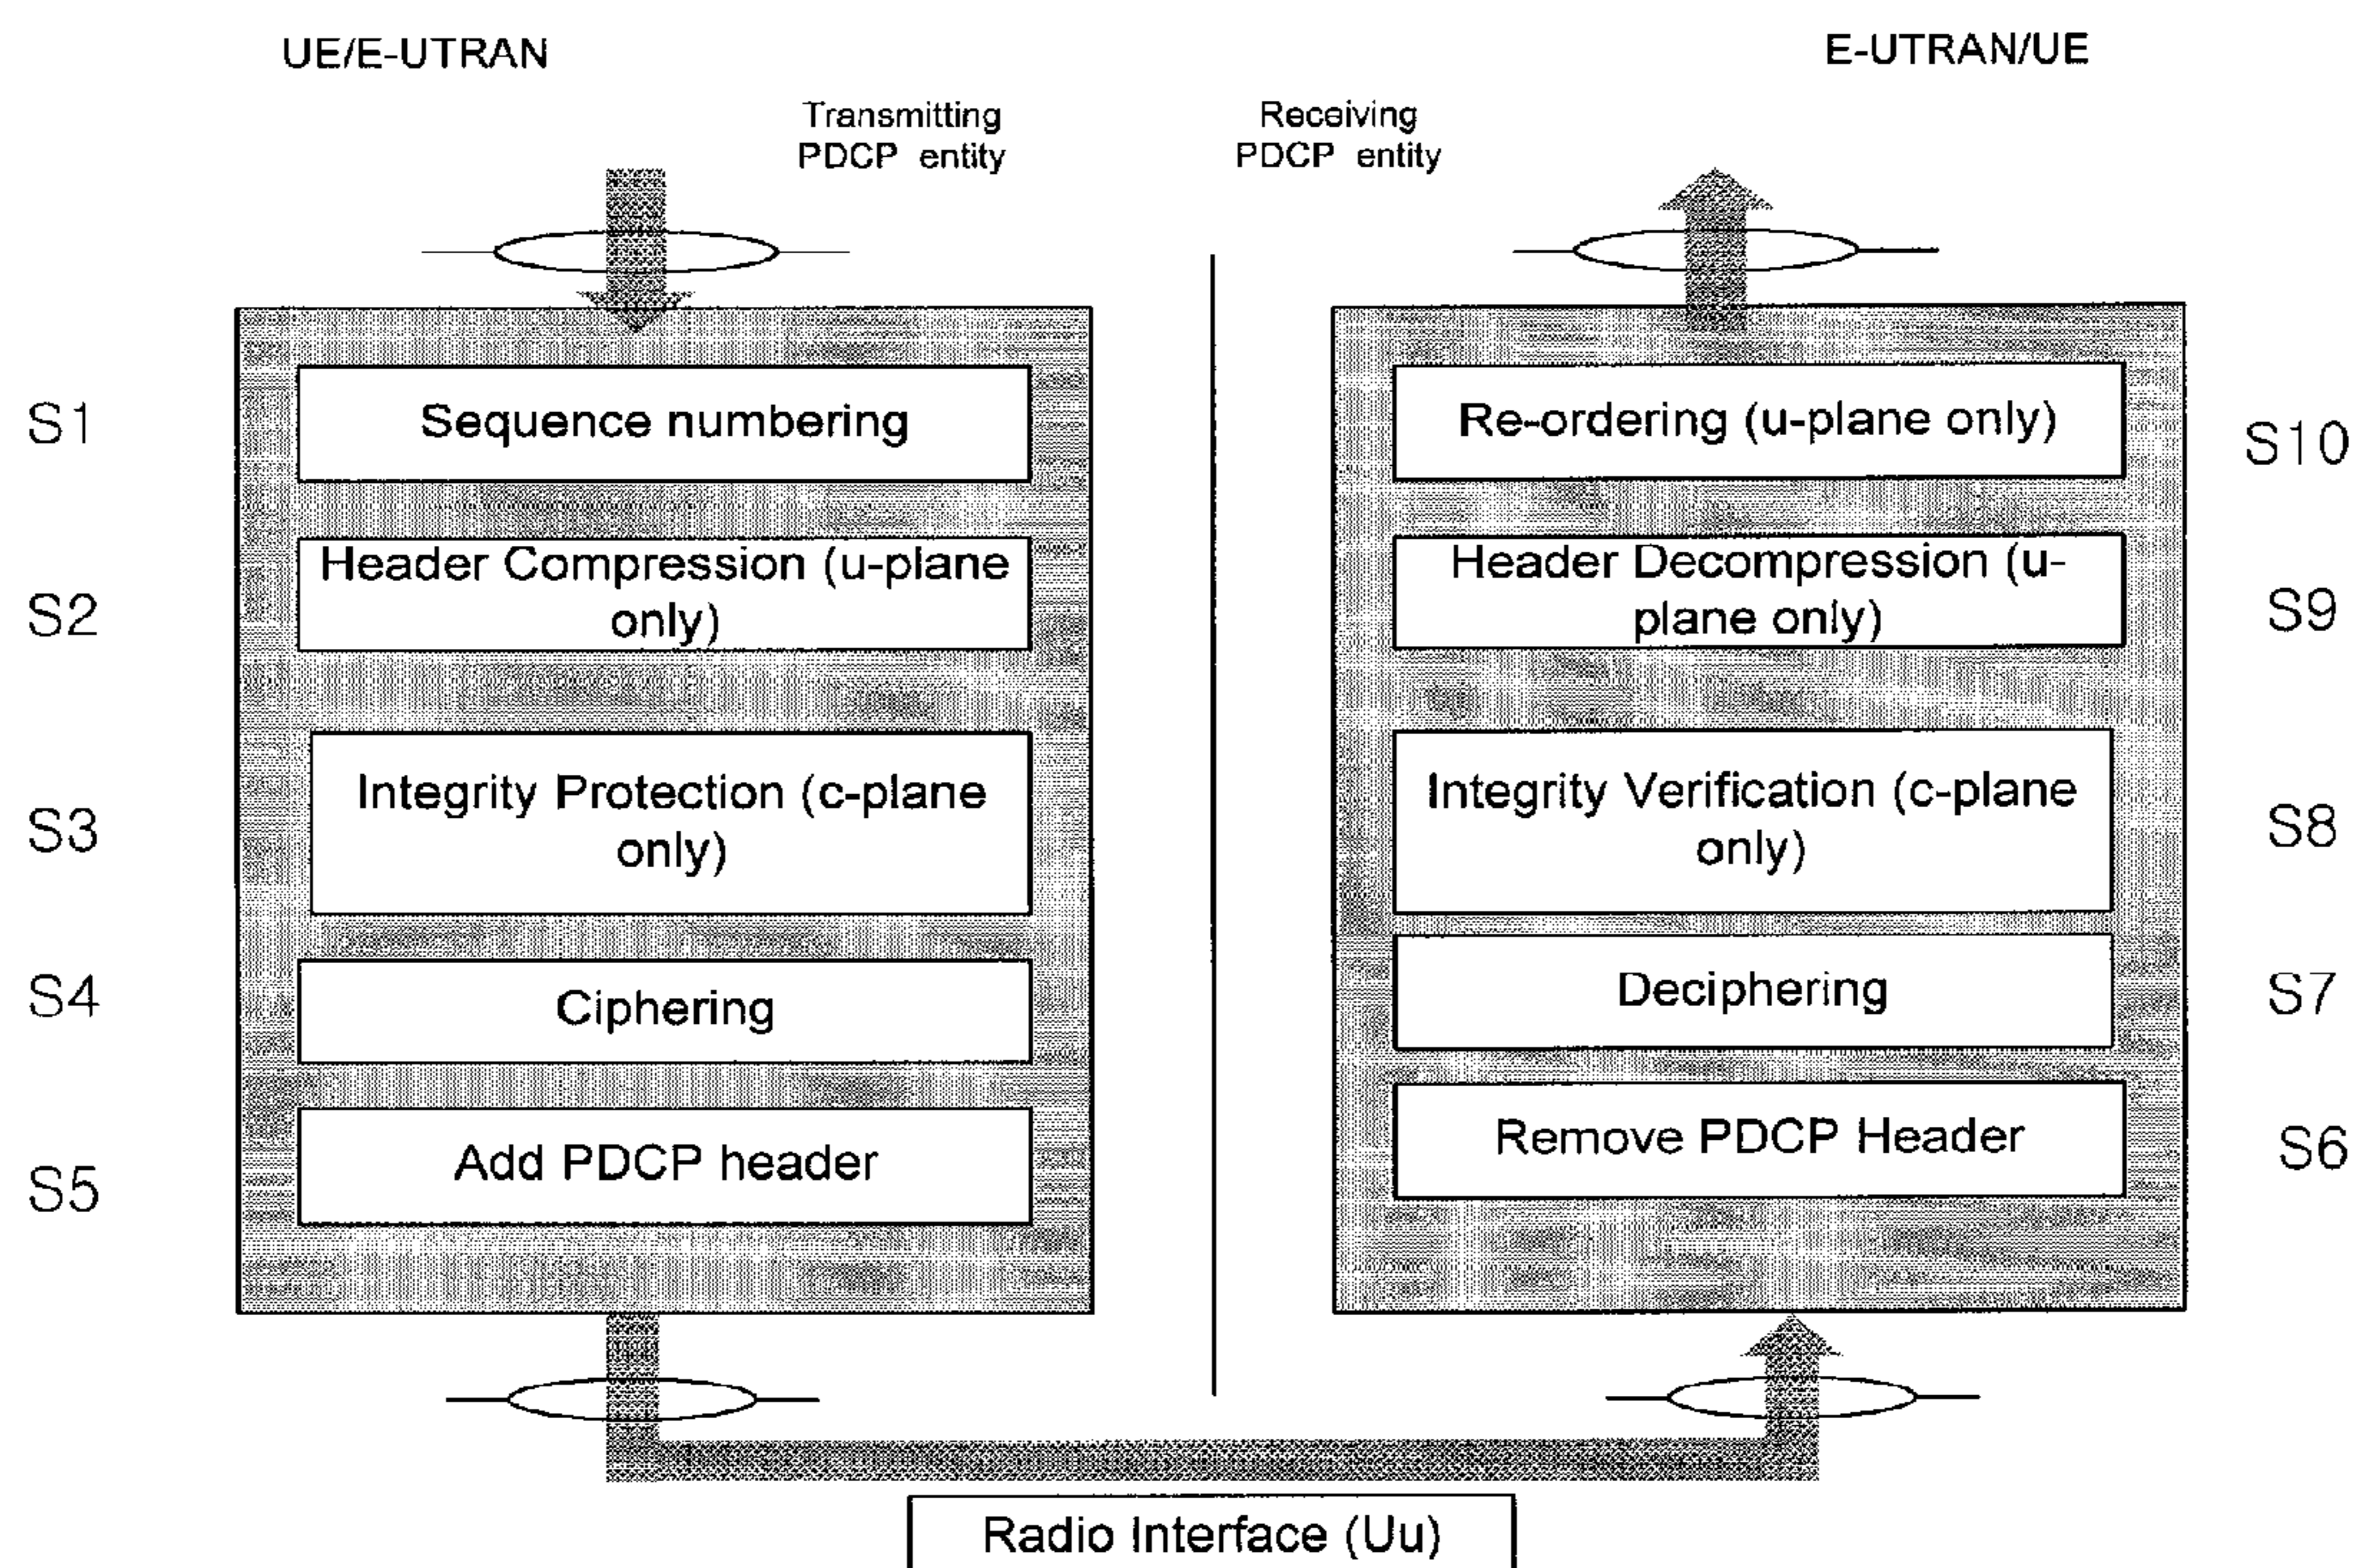 UE/E-UTRAN
E-UTRAN/UE
Transmitting
PDCP entity
Receiving
PDCP entity
S1
Sequence numbering
Re-ordering (u-plane only)
S10
S2
Header Compression (u-plane
only)
Header Decompression (u-
plane only)
S9
S3
Integrity Protection (c-plane
only)
Integrity Verification (c-plane
only)
S8
S4
Ciphering
Deciphering
S7
S5
Add PDCP header
Remove PDCP Header
S6
Radio Interface (Uu)